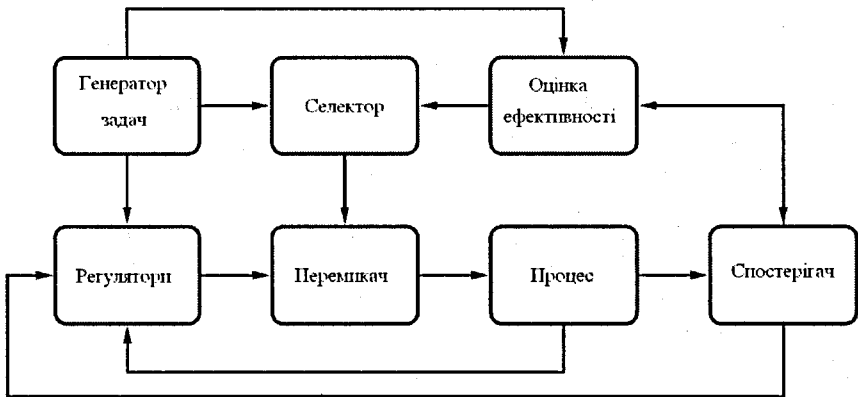 Генератор
задач
Селектор
Оцінка
ефективності
Регулятори
Перемикач
Процес
Спостерігач